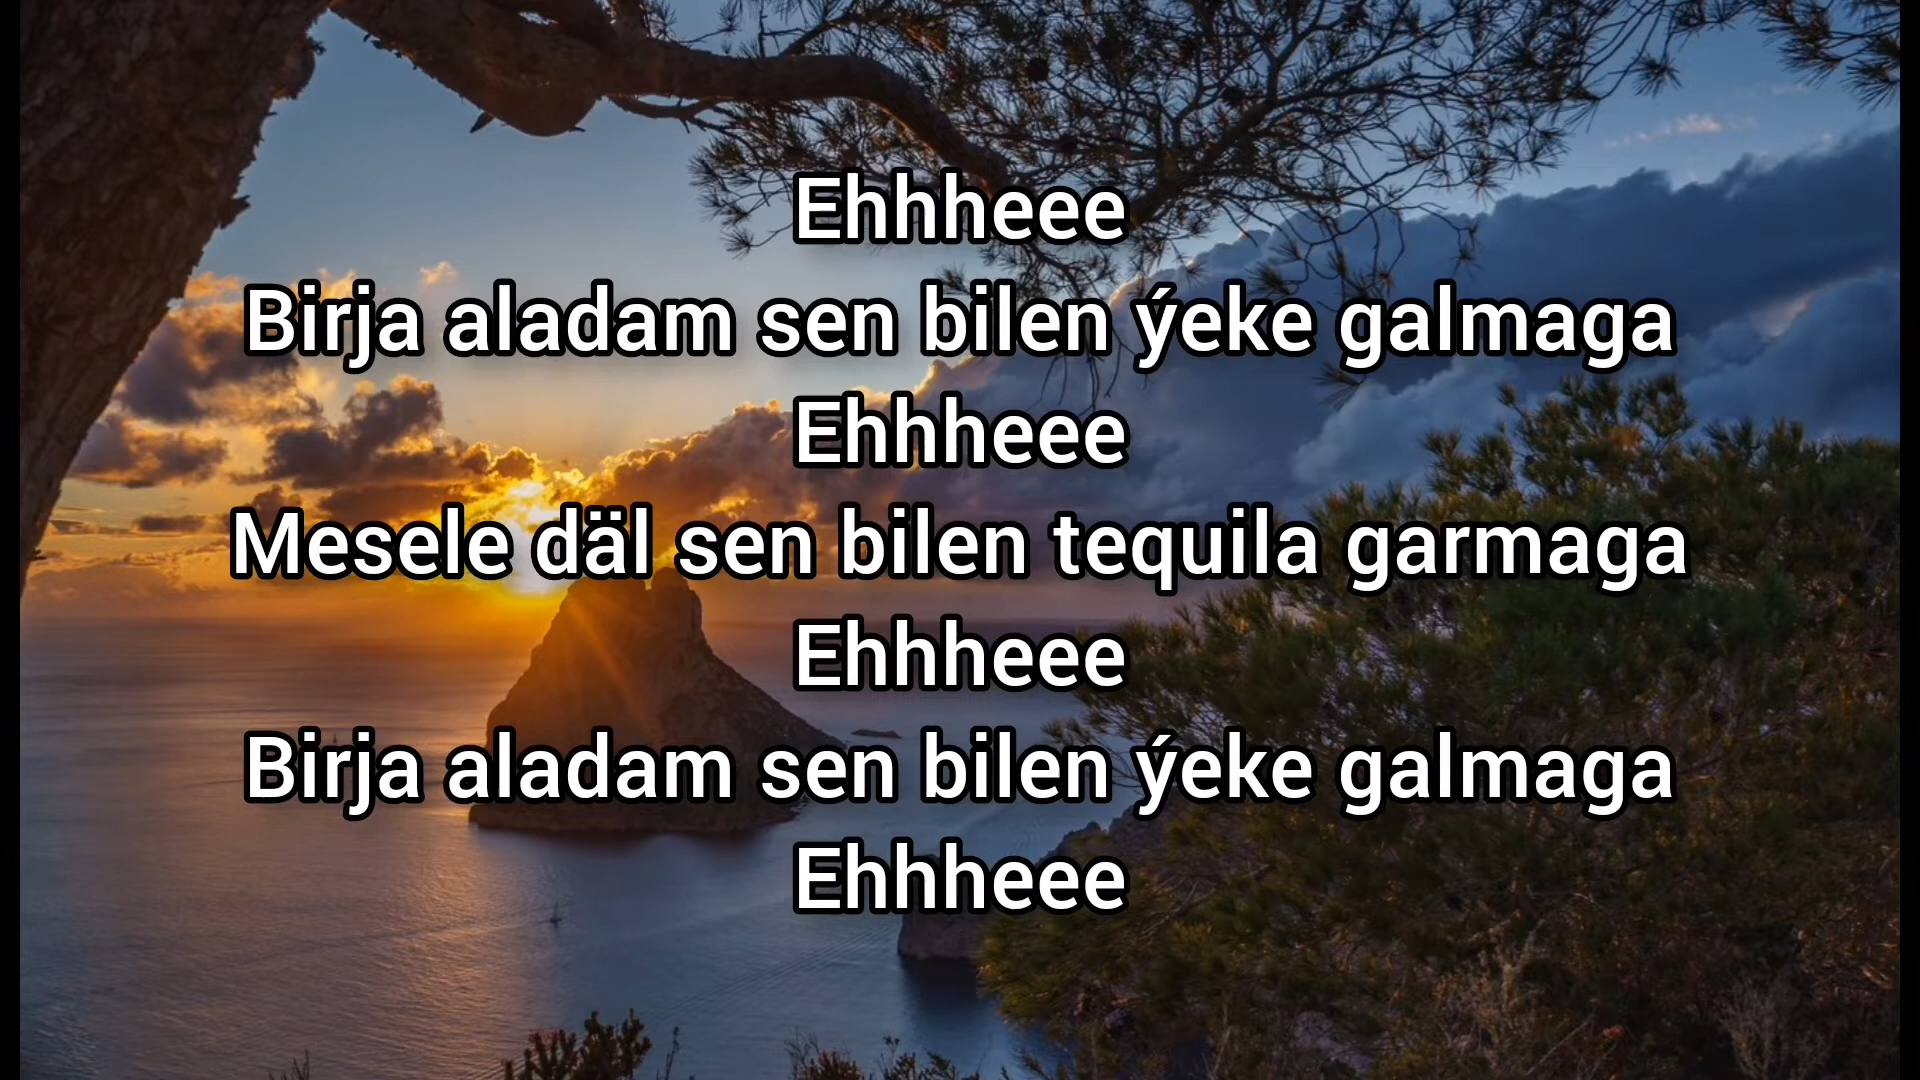 Ehhheee
Birja aladam sen bilen ýeke galmaga
Ehhheee
Mesele däl sen bilen tequila garmaga
Ehhheee
Birja aladam sen bilen ýeke galmaga
Ehhheee